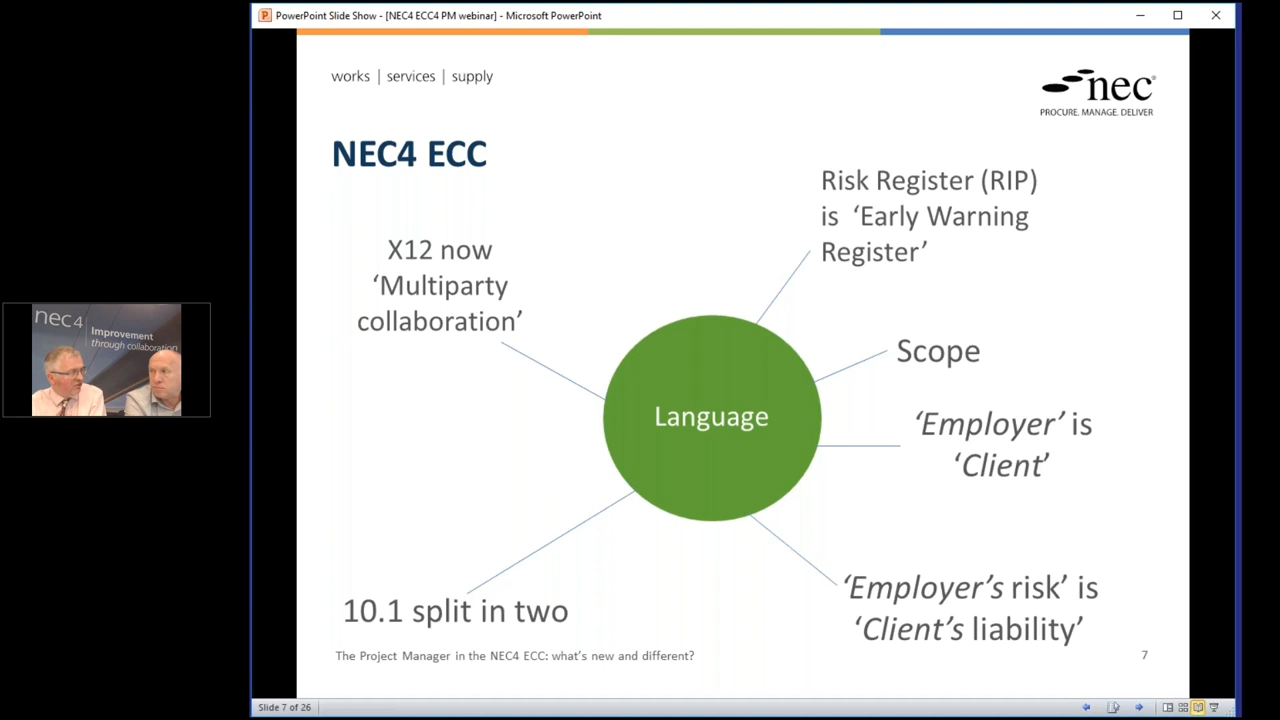 PowerPoint Slide Show - [NEC4 ECC4 PM webinar] - Microsoft PowerPoint
works | services | supply
nec®
PROCURE. MANAGE. DELIVER
NEC4 ECC
Risk Register (RIP)
is ‘Early Warning
Register’
X12 now
‘Multiparty
collaboration’
Scope
Language
‘Employer’ is
‘Client’
‘Employer’s risk’ is
‘Client’s liability’
10.1 split in two
The Project Manager in the NEC4 ECC: what’s new and different?
7
Slide 7 of 26
nec4
Improvement
through collaboration